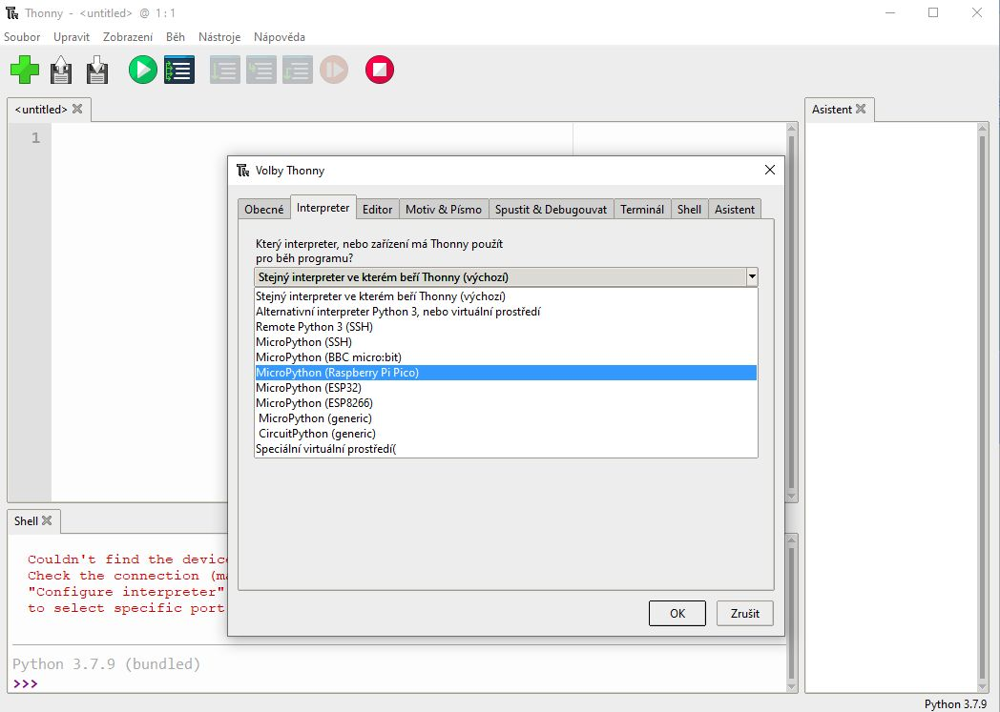 Thonny - <untitled> @ 1 : 1
Soubor Upravit Zobrazení Běh Nástroje Nápověda
<untitled>
Asistent
1
Volby Thonny
Obecné Interpreter Editor Motiv & Písmo Spustit & Debugouvat Terminál Shell Asistent
Který interpreter, nebo zařízení má Thonny použít
pro běh programu?
Stejný interpreter ve kterém beří Thonny (výchozí)
Stejný interpreter ve kterém beří Thonny (výchozí)
Alternativní interpreter Python 3, nebo virtuální prostředí
Remote Python 3 (SSH)
MicroPython (SSH)
MicroPython (BBC micro:bit)
MicroPython (Raspberry Pi Pico)
MicroPython (ESP32)
MicroPython (ESP8266)
MicroPython (generic)
CircuitPython (generic)
Speciální virtuální prostředí(
OK Zrušit
Shell
Couldn't find the device
Check the connection (ma
"Configure interpreter"
to select specific port
Python 3.7.9 (bundled)
>>>
Python 3.7.9